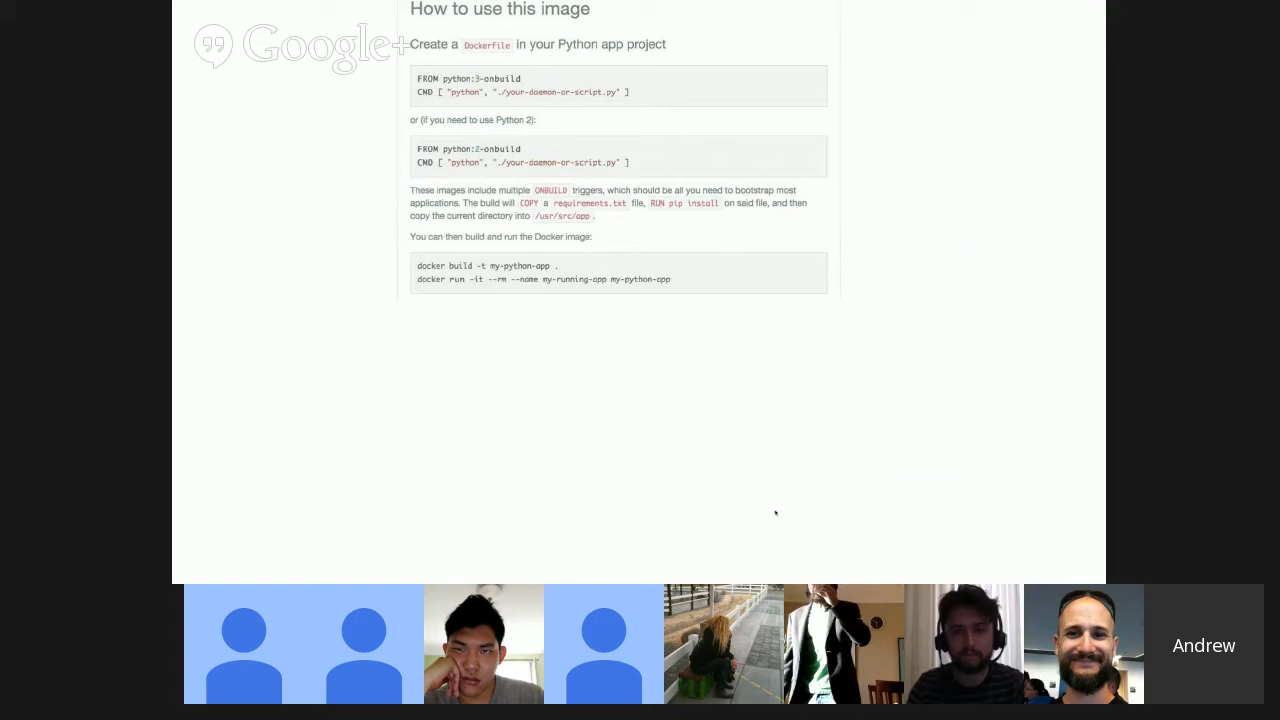 How to use this image
Google+
Create a Dockerfile in your Python app project
FROM python:3-onbuild
CMD [ "python", "./your-daemon-or-script.py" ]
or (if you need to use Python 2):
FROM python:2-onbuild
CMD [ "python", "./your-daemon-or-script.py" ]
These images include multiple ONBUILD triggers, which should be all you need to bootstrap most
applications. The build will COPY a requirements.txt file, RUN pip install on said file, and then
copy the current directory into /usr/src/app.
You can then build and run the Docker image:
docker build -t my-python-app .
docker run -it --rm --name my-running-app my-python-app
Andrew